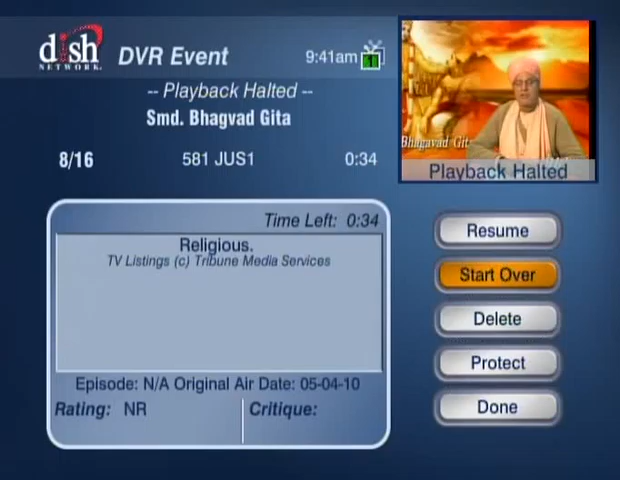 dish
NETWORK.
DVR Event
9:41am
1
-- Playback Halted --
Smd. Bhagvad Gita
8/16 581 JUS1 0:34
Bhagavad Git
Playback Halted
Time Left: 0:34
Religious.
TV Listings (c) Tribune Media Services
Episode: N/A Original Air Date: 05-04-10
Rating: NR Critique:
Resume
Start Over
Delete
Protect
Done